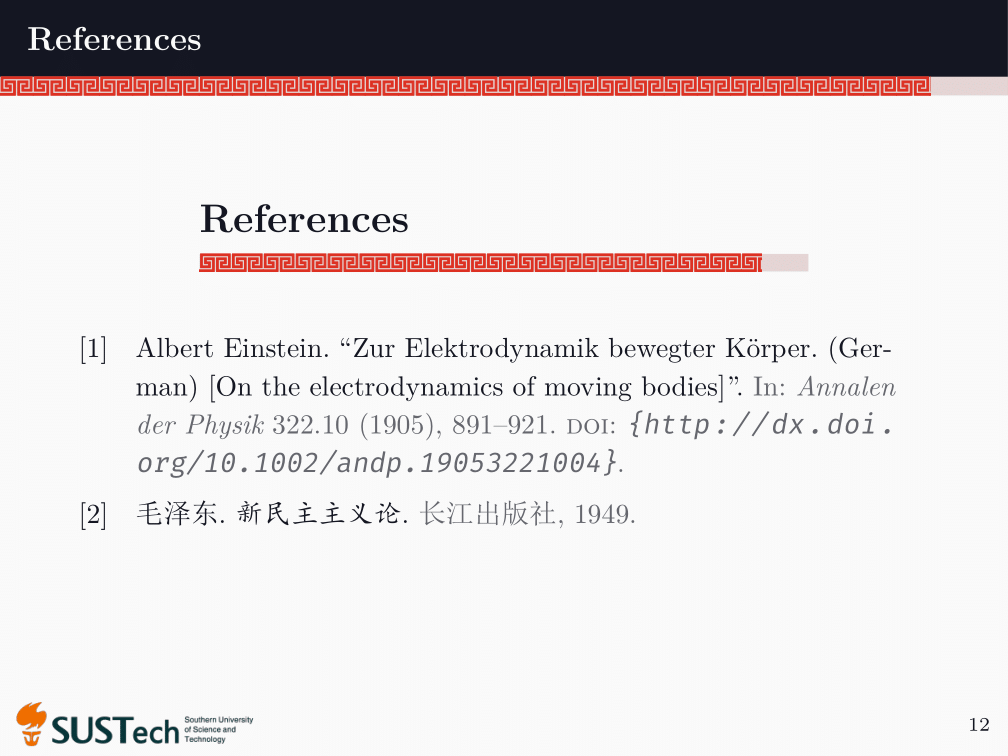 References
References
[1] Albert Einstein. “Zur Elektrodynamik bewegter Körper. (Ger-
man) [On the electrodynamics of moving bodies]”. In: Annalen
der Physik 322.10 (1905), 891–921. DOI: {http://dx.doi.
org/10.1002/andp.19053221004}.
[2] 毛泽东. 新民主主义论. 长江出版社, 1949.
SUSTech
Southern University
of Science and
Technology
12